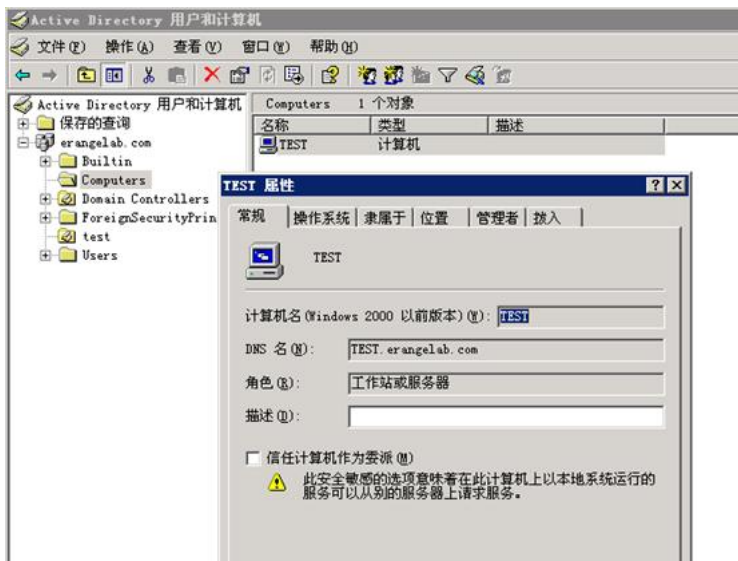 Active Directory 用户和计算机
文件(F) 操作(A) 查看(V) 窗口(W) 帮助(H)
Active Directory 用户和计算机
保存的查询
erangelab.com
Builtin
Computers
Domain Controllers
ForeignSecurityPrin
test
Users
Computers 1 个对象
名称 类型 描述
TEST 计算机
TEST 属性
常规 操作系统 隶属于 位置 管理者 拨入
TEST
计算机名(Windows 2000 以前版本)(W): TEST
DNS 名(N): TEST.erangelab.com
角色(R): 工作站或服务器
描述(D):
信任计算机作为委派(M)
此安全敏感的选项意味着在此计算机上以本地系统运行的
服务可以从别的服务器上请求服务。